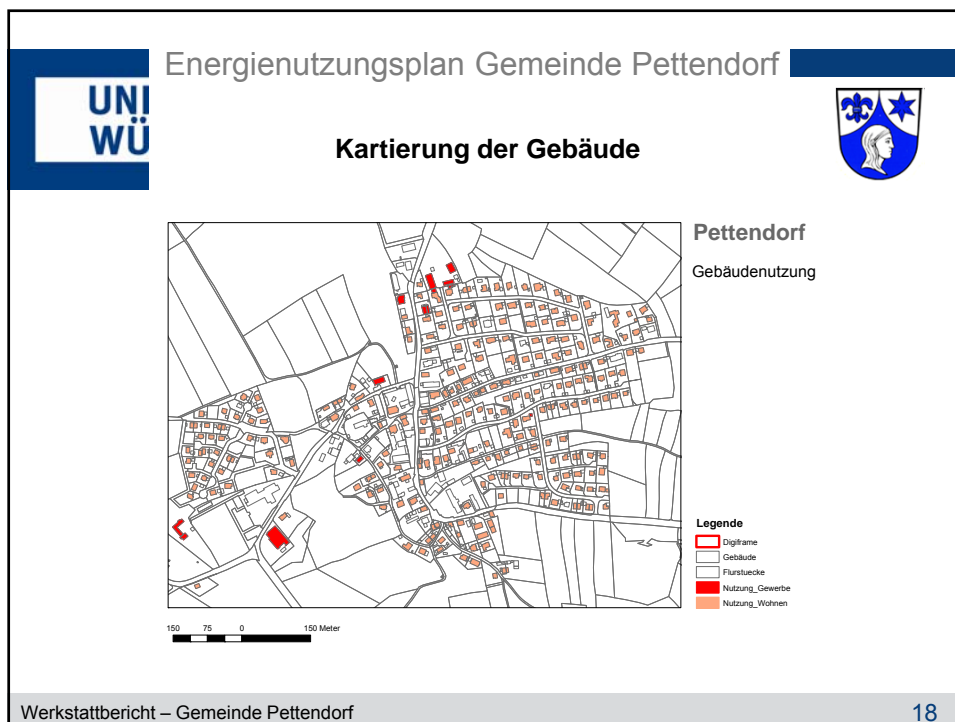 Energienutzungsplan Gemeinde Pettendorf
UNI
WÜ
Kartierung der Gebäude
Pettendorf
Gebäudenutzung
Legende
Digiframe
Gebäude
Flurstuecke
Nutzung_Gewerbe
Nutzung_Wohnen
150 75 0 150 Meter
Werkstattbericht – Gemeinde Pettendorf 18